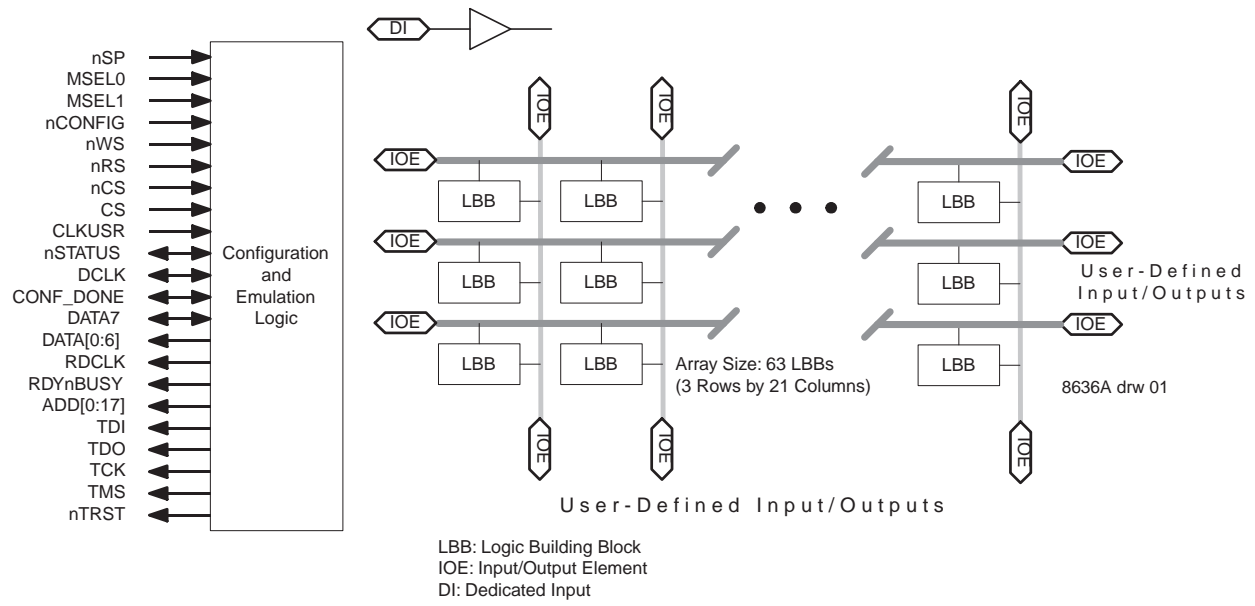 DI
nSP
MSEL0
MSEL1
nCONFIG
nWS
nRS
nCS
CS
CLKUSR
nSTATUS
DCLK
CONF_DONE
DATA7
DATA[0:6]
RDCLK
RDYnBUSY
ADD[0:17]
TDI
TDO
TCK
TMS
nTRST
Configuration
and
Emulation
Logic
IOE IOE IOE
IOE IOE
LBB LBB LBB
IOE IOE
LBB LBB LBB
User-Defined
Input/Outputs
IOE IOE
LBB LBB LBB
Array Size: 63 LBBs
(3 Rows by 21 Columns)
8636A drw 01
IOE IOE IOE
User-Defined Input/Outputs
LBB: Logic Building Block
IOE: Input/Output Element
DI: Dedicated Input